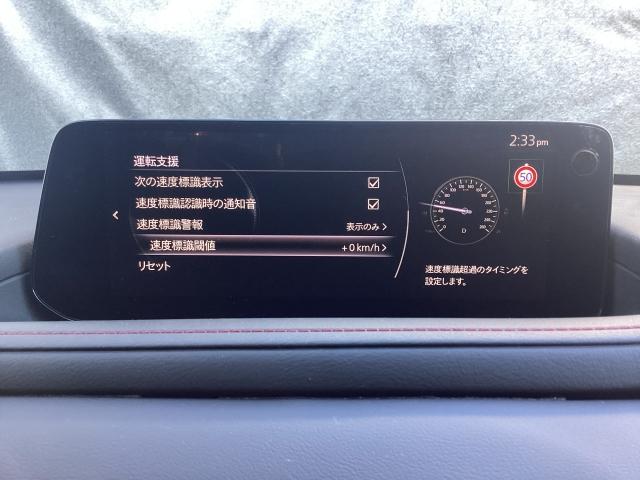 2:33pm
運転支援
次の速度標識表示
速度標識認識時の通知音
速度標識警報 表示のみ
速度標識閾値 +0 km/h
リセット
50
D
速度標識超過のタイミングを
設定します。